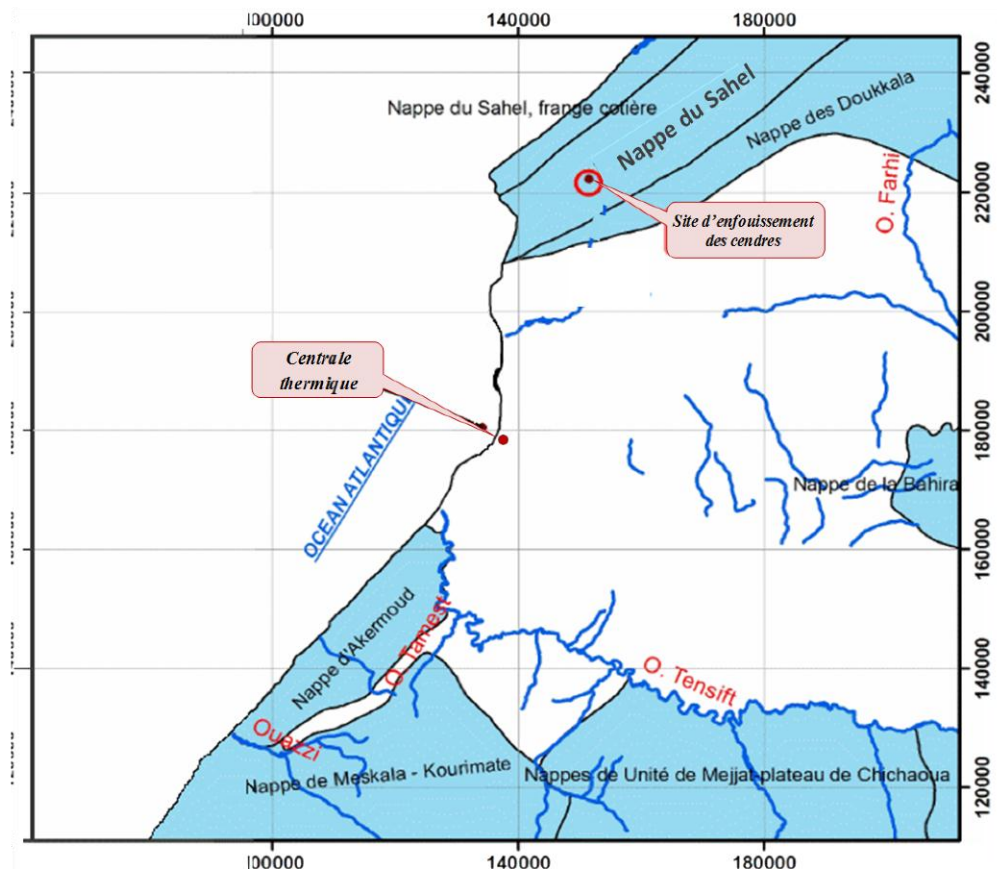 100000 140000 180000
240000
Nappe du Sahel, frange cotière
Nappe du Sahel
Nappe des Doukkala
O. Farhi
220000
Site d'enfouissement
des cendres
200000
Centrale
thermique
180000
OCEAN ATLANTIQUE
Nappe de la Bahira
160000
Nappe d'Akermoud
O. Tamest
140000
O. Tensift
Ouazzi
Nappe de Meskala - Kourimate
Nappes de Unité de Mejjat plateau de Chichaoua
120000
100000 140000 180000